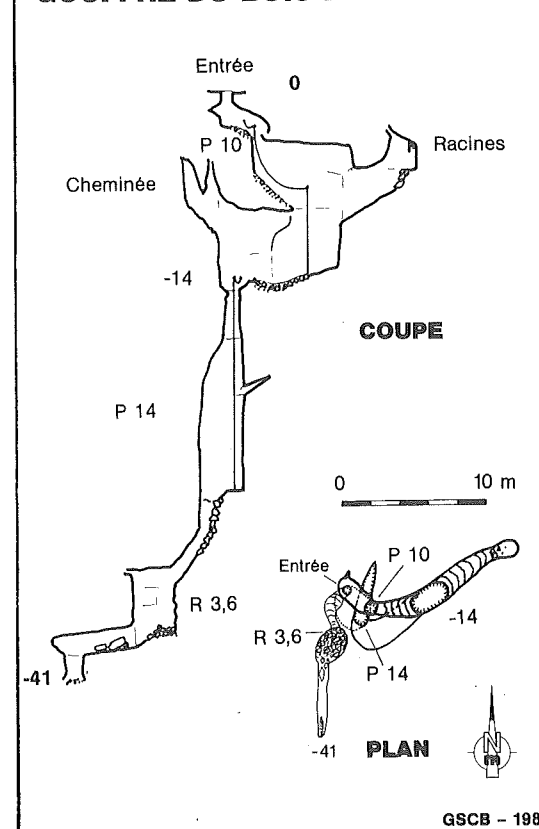 Entrée
0
P 10
Racines
Cheminée
-14
COUPE
P 14
0 10 m
Entrée
P 10
R 3,6
-14
R 3,6
P 14
-41
-41
PLAN
N
GSCB - 198